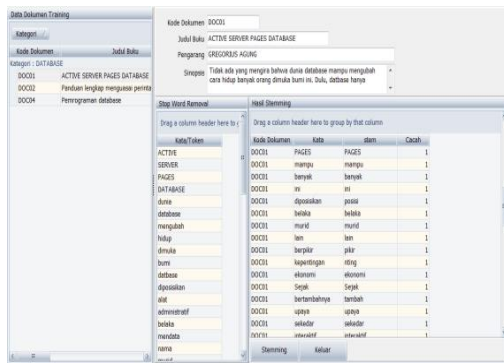 Data Dokumen Training
Kategori
Kode Dokumen Judul Buku
Kategori : DATABASE
DOC01 ACTIVE SERVER PAGES DATABASE
DOC02 Panduan lengkap menguasai perinta
DOC04 Pemrograman database
Kode Dokumen DOC01
Judul Buku ACTIVE SERVER PAGES DATABASE
Pengarang GREGORIUS AGUNG
Sinopsis Tidak ada yang mengira bahwa dunia database mampu mengubah
cara hidup banyak orang dimuka bumi ini. Dulu, datbase hanya
Stop Word Removal
Drag a column header here to
Kata/Token
ACTIVE
SERVER
PAGES
DATABASE
dunia
database
mengubah
hidup
dimuka
bumi
datbase
diposisikan
alat
administratif
belaka
mendata
nama
murid
Hasil Stemming
Drag a column header here to group by that column
Kode Dokumen Kata stem Cacah
DOC01 PAGES PAGES 1
DOC01 mampu mampu 1
DOC01 banyak banyak 1
DOC01 ini ini 1
DOC01 diposisikan posisi 1
DOC01 belaka belaka 1
DOC01 murid murid 1
DOC01 lain lain 1
DOC01 berpikir pikir 1
DOC01 kepentingan nting 1
DOC01 ekonomi ekonomi 1
DOC01 Sejak Sejak 1
DOC01 bertambahnya tambah 1
DOC01 upaya upaya 1
DOC01 sekedar sekedar 1
DOC01 interaktif interaktif 1
Stemming Keluar